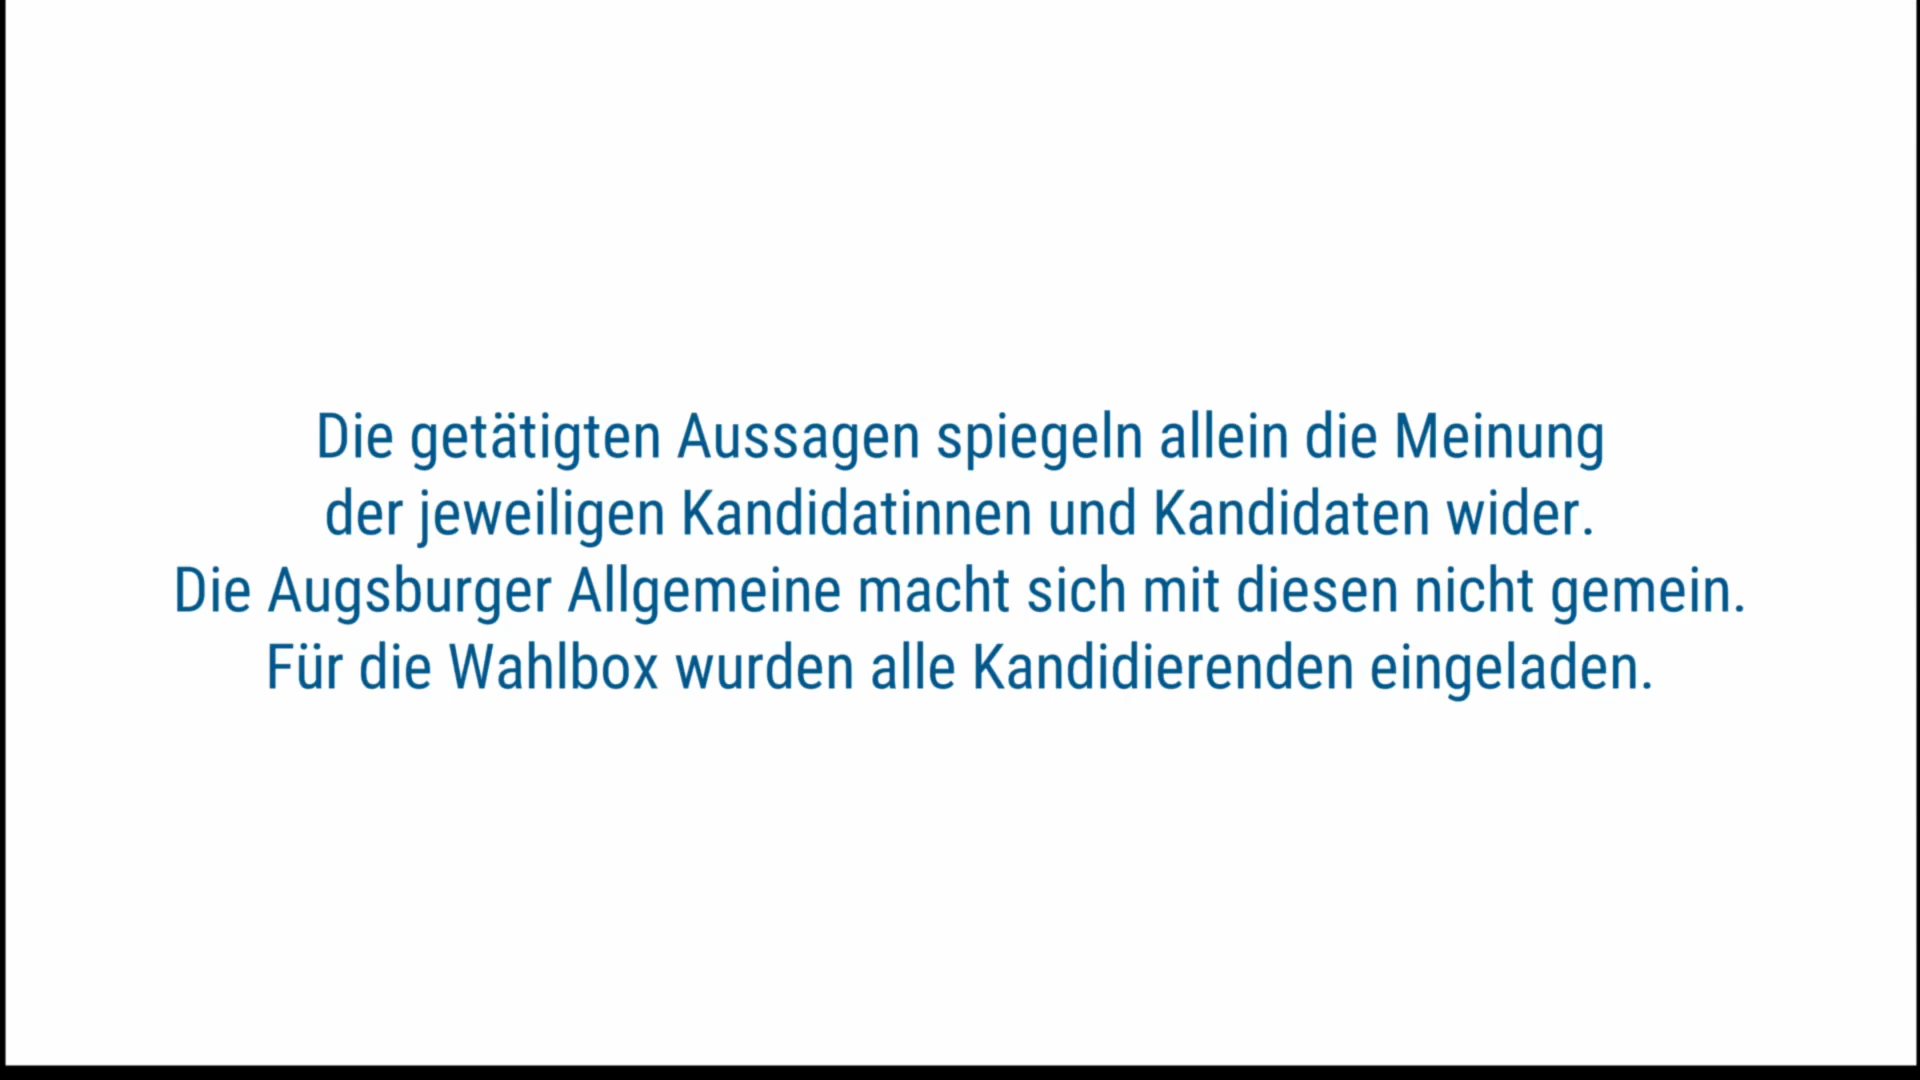 Die getätigten Aussagen spiegeln allein die Meinung
der jeweiligen Kandidatinnen und Kandidaten wider.
Die Augsburger Allgemeine macht sich mit diesen nicht gemein.
Für die Wahlbox wurden alle Kandidierenden eingeladen.